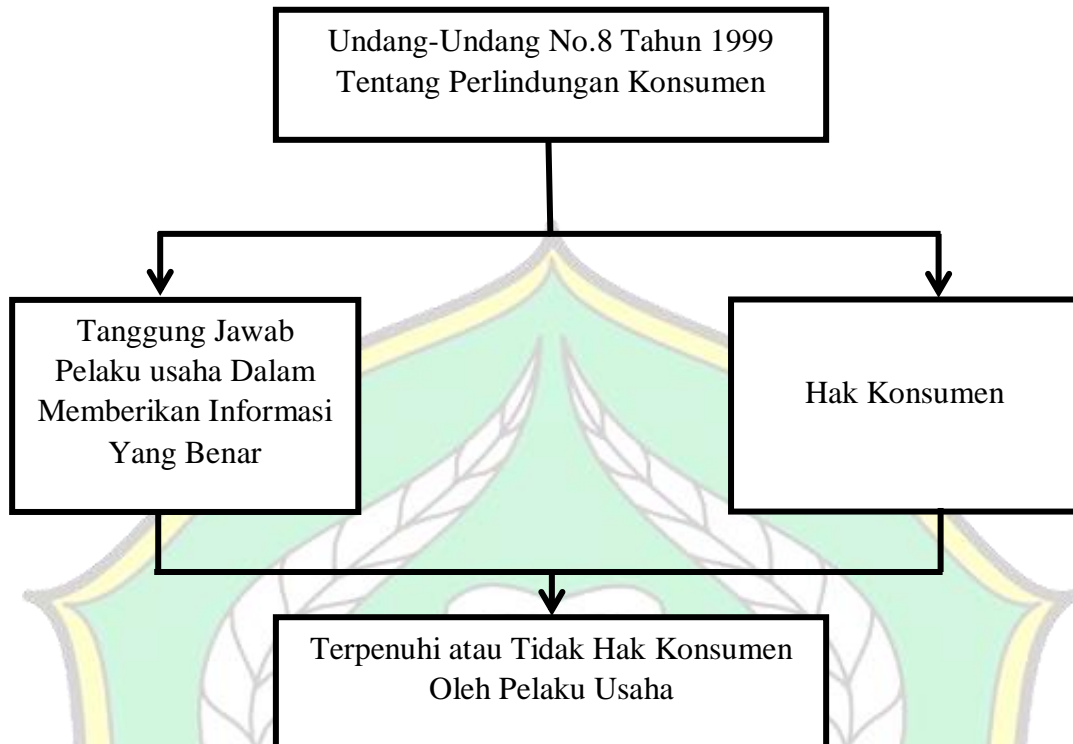 Undang-Undang No.8 Tahun 1999
Tentang Perlindungan Konsumen
Tanggung Jawab
Pelaku usaha Dalam
Memberikan Informasi
Yang Benar
Hak Konsumen
Terpenuhi atau Tidak Hak Konsumen
Oleh Pelaku Usaha